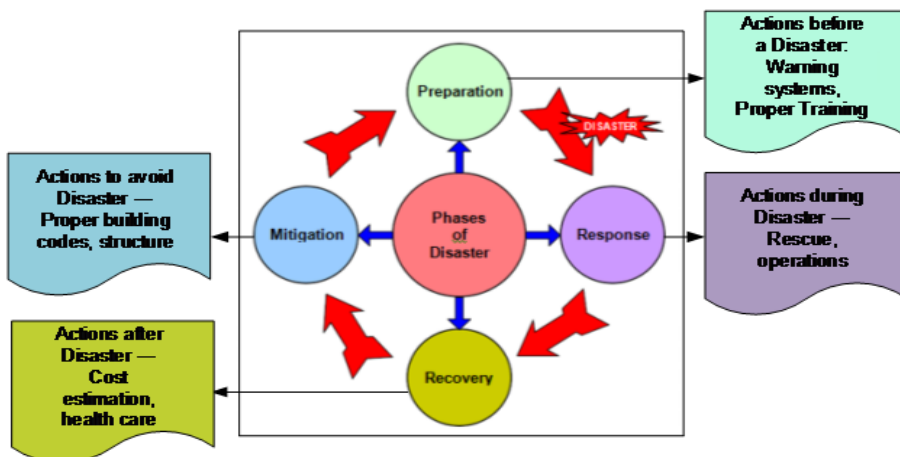 Actions before
a Disaster:
Warning
systems,
Proper Training
Preparation
DISASTER
Actions to avoid
Disaster —
Proper building
codes, structure
Mitigation
Phases
of
Disaster
Response
Actions during
Disaster —
Rescue,
operations
Actions after
Disaster —
Cost
estimation,
health care
Recovery